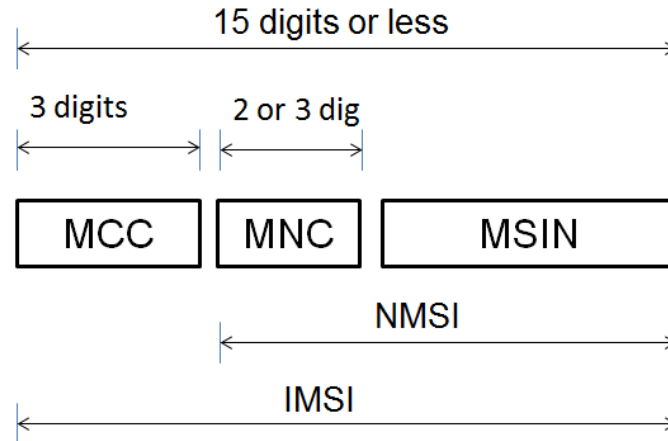 15 digits or less
3 digits
2 or 3 dig
MCC
MNC
MSIN
NMSI
IMSI